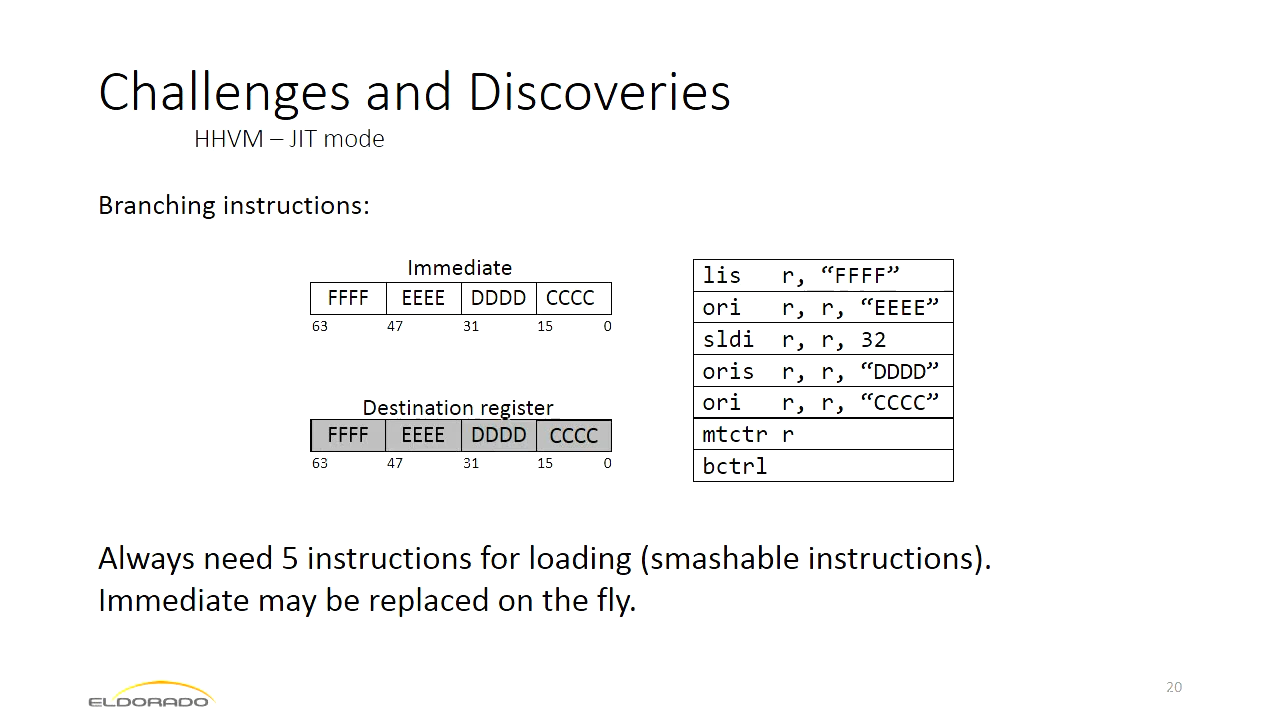 Challenges and Discoveries
HHVM – JIT mode
Branching instructions:
Immediate
FFFF EEEE DDDD CCCC
63 47 31 15 0
Destination register
FFFF EEEE DDDD CCCC
63 47 31 15 0
lis r, “FFFF”
ori r, r, “EEEE”
sldi r, r, 32
oris r, r, “DDDD”
ori r, r, “CCCC”
mtctr r
bctrl
Always need 5 instructions for loading (smashable instructions).
Immediate may be replaced on the fly.
ELDORADO
20